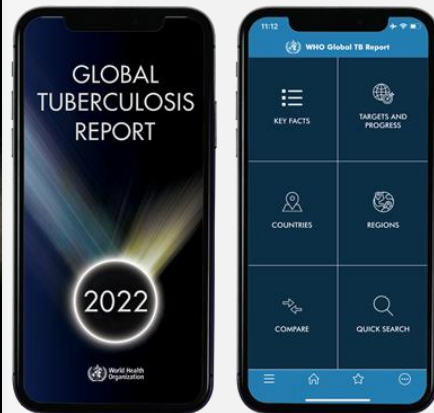 GLOBAL
TUBERCULOSIS
REPORT
2022
World Health
Organization
11:12
WHO Global TB Report
KEY FACTS
TARGETS AND
PROGRESS
COUNTRIES
REGIONS
COMPARE
QUICK SEARCH